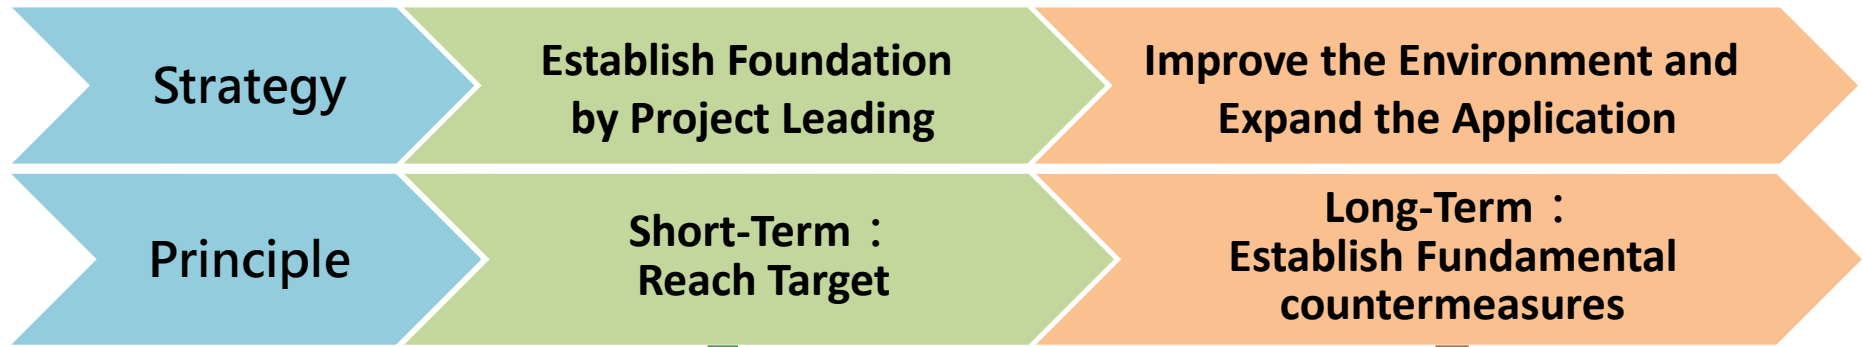 Strategy
Establish Foundation
by Project Leading
Improve the Environment and
Expand the Application
Principle
Short-Term：
Reach Target
Long-Term：
Establish Fundamental
countermeasures